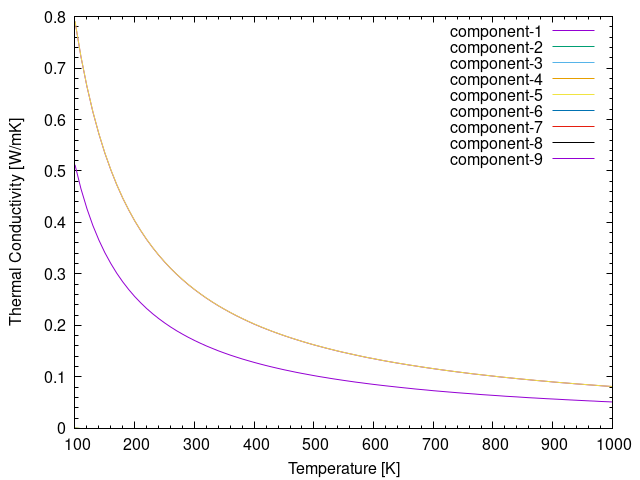 0.8
0.7
0.6
0.5
0.4
0.3
0.2
0.1
0
100 200 300 400 500 600 700 800 900 1000
Thermal Conductivity [W/mK]
Temperature [K]
component-1
component-2
component-3
component-4
component-5
component-6
component-7
component-8
component-9